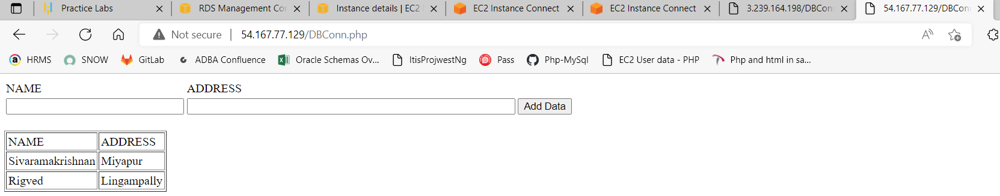 Practice Labs
RDS Management Co
Instance details | EC2
EC2 Instance Connect
EC2 Instance Connect
3.239.164.198/DBCon
54.167.77.129/DBCon
Not secure | 54.167.77.129/DBConn.php
HRMS
SNOW
GitLab
ADBA Confluence
Oracle Schemas Ov...
ItisProjwestNg
Pass
Php-MySql
EC2 User data - PHP
Php and html in sa...
NAME ADDRESS
Add Data
NAME ADDRESS
Sivaramakrishnan Miyapur
Rigved Lingampally